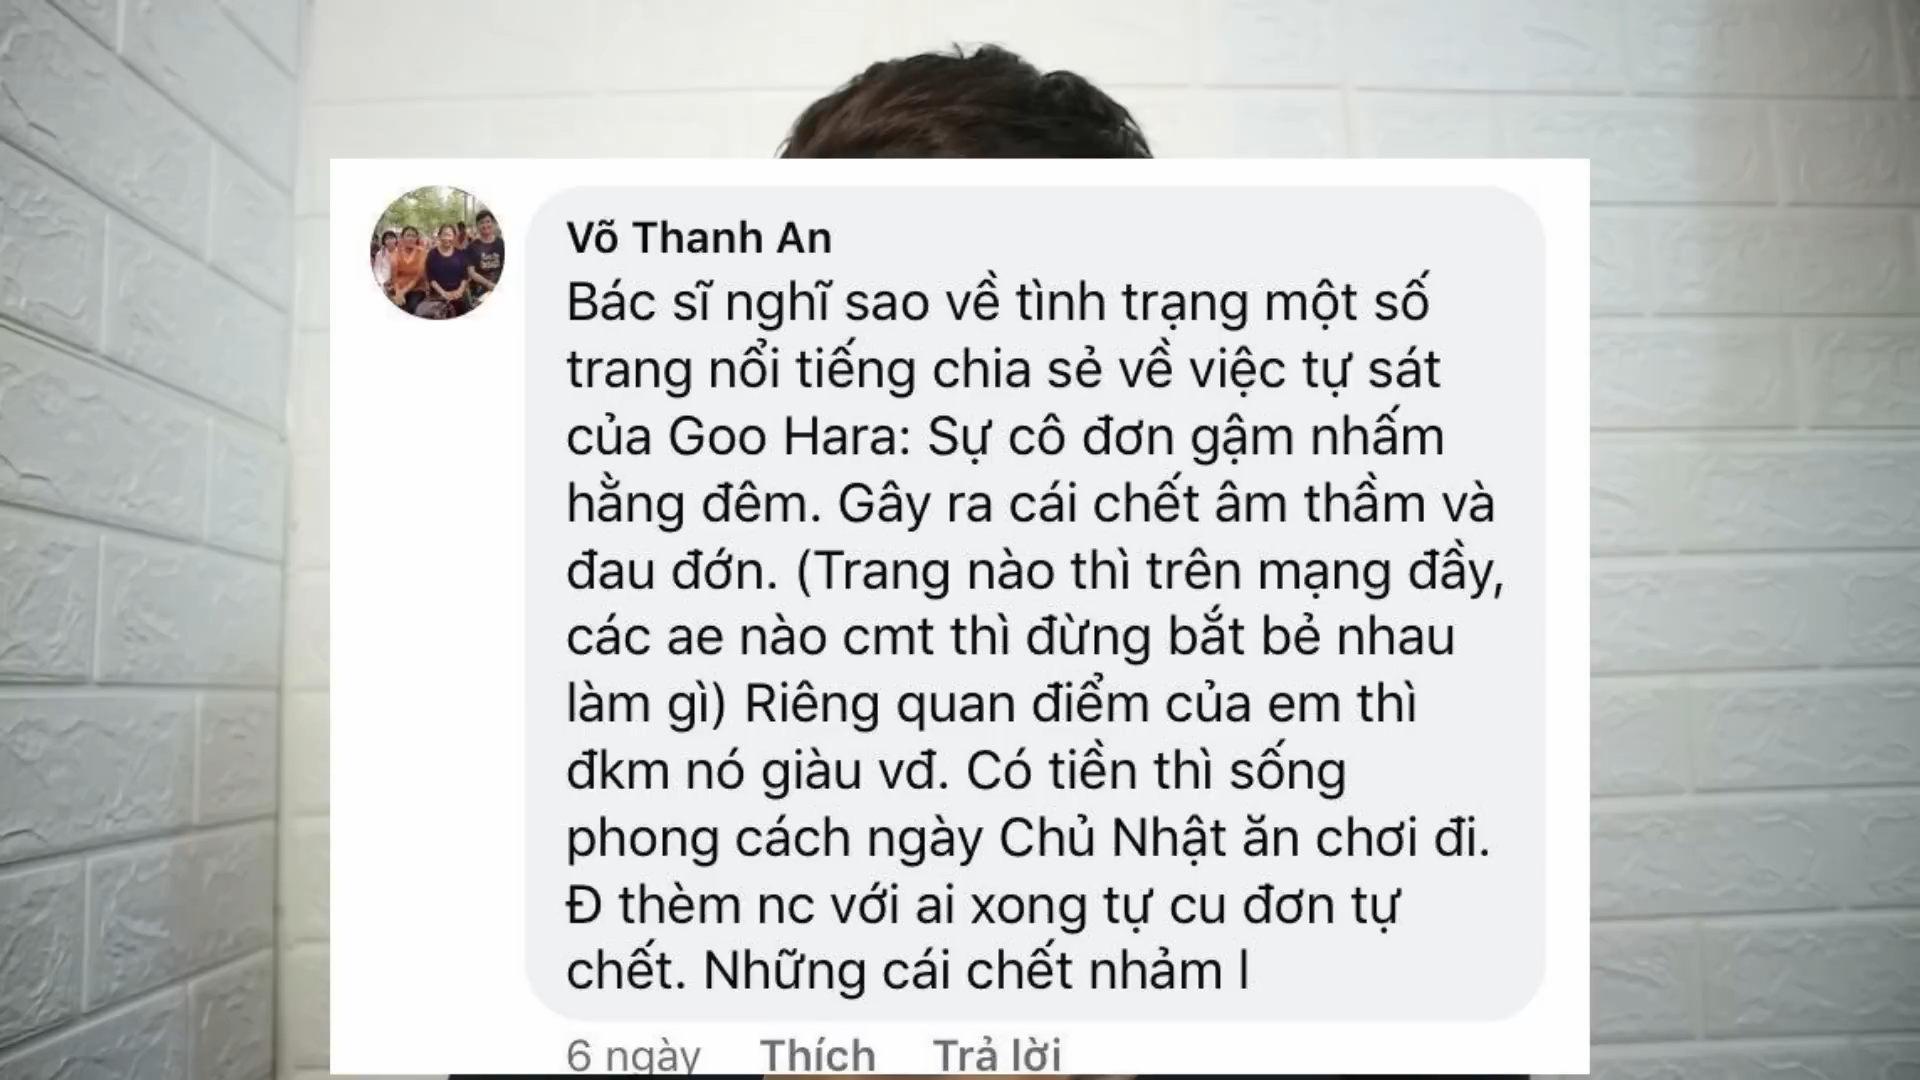 Võ Thanh An
Bác sĩ nghĩ sao về tình trạng một số
trang nổi tiếng chia sẻ về việc tự sát
của Goo Hara: Sự cô đơn gậm nhấm
hằng đêm. Gây ra cái chết âm thầm và
đau đớn. (Trang nào thì trên mạng đầy,
các ae nào cmt thì đừng bắt bẻ nhau
làm gì) Riêng quan điểm của em thì
đkm nó giàu vđ. Có tiền thì sống
phong cách ngày Chủ Nhật ăn chơi đi.
Đ thèm nc với ai xong tự cu đơn tự
chết. Những cái chết nhảm l
6 ngày Thích Trả lời